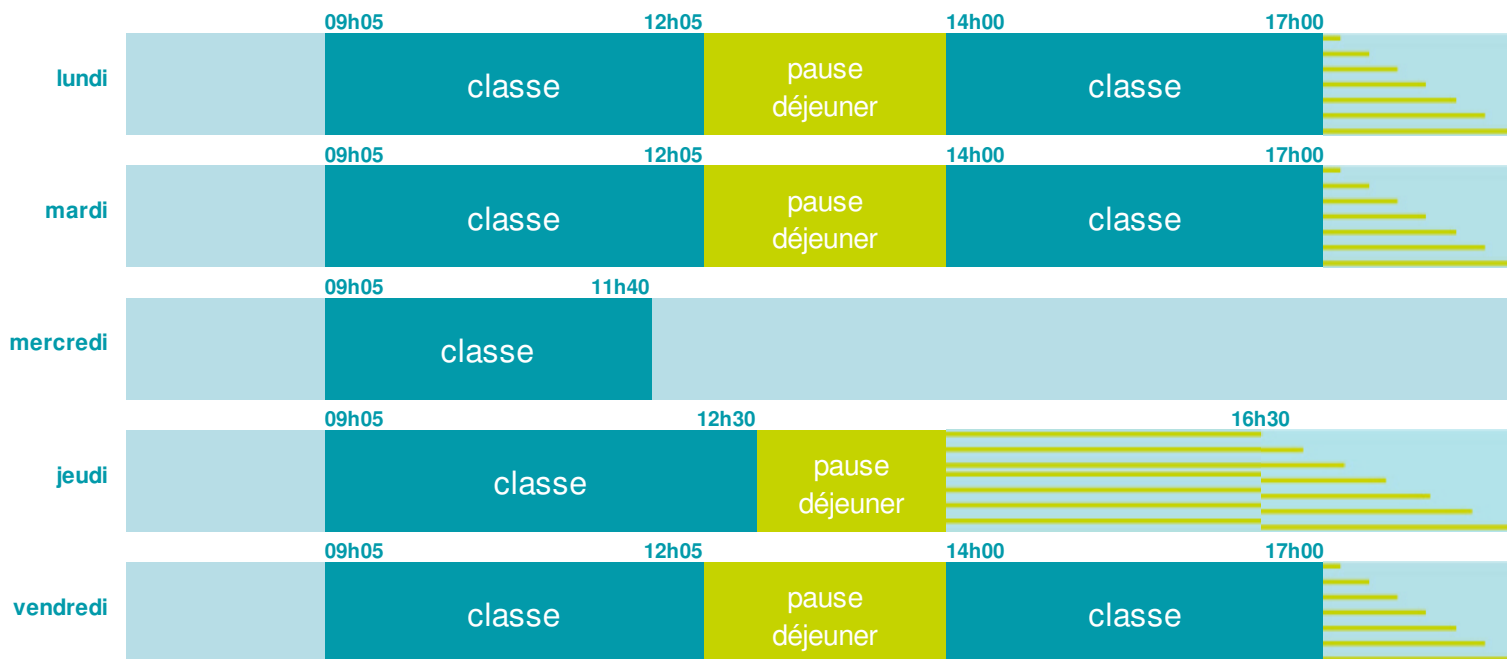 09h05 12h05 14h00 17h00
lundi classe pause déjeuner classe
09h05 12h05 14h00 17h00
mardi classe pause déjeuner classe
09h05 11h40
mercredi classe
09h05 12h30 16h30
jeudi classe pause déjeuner
09h05 12h05 14h00 17h00
vendredi classe pause déjeuner classe